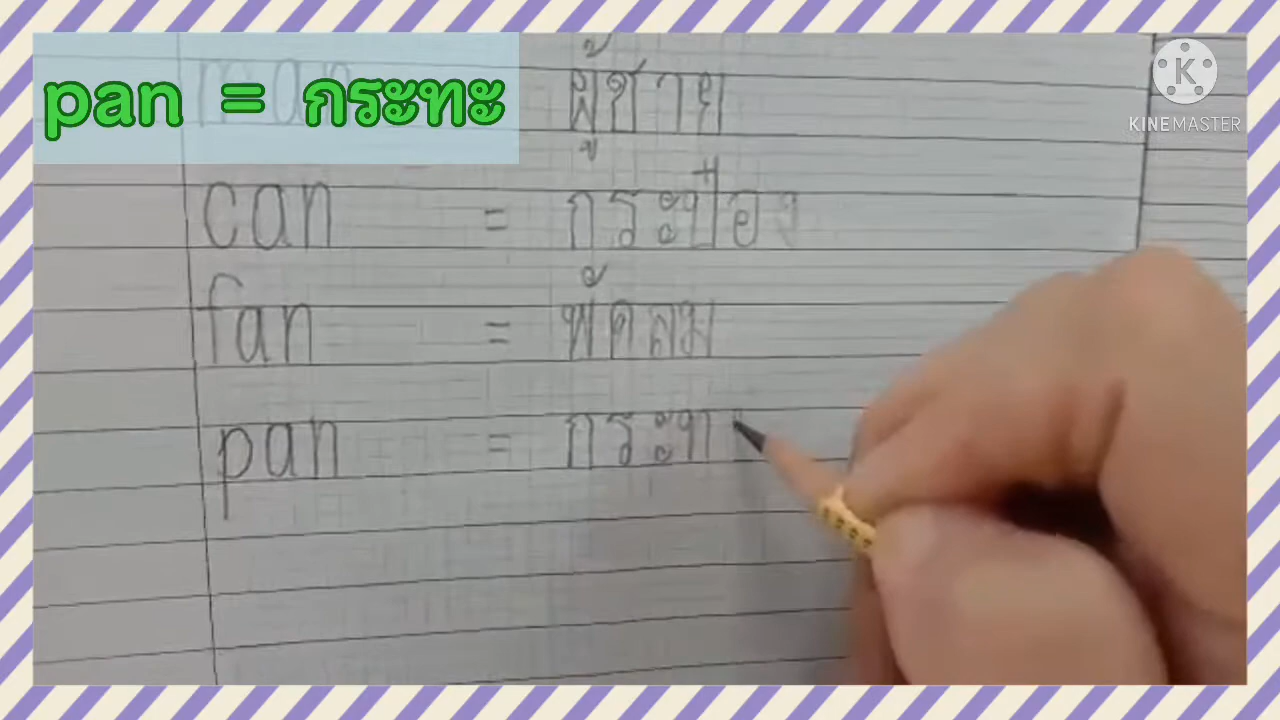 pan = กระทะ
KINEMASTER
man ผู้ชาย
can = กระป๋อง
fan = พัดลม
pan = กระท